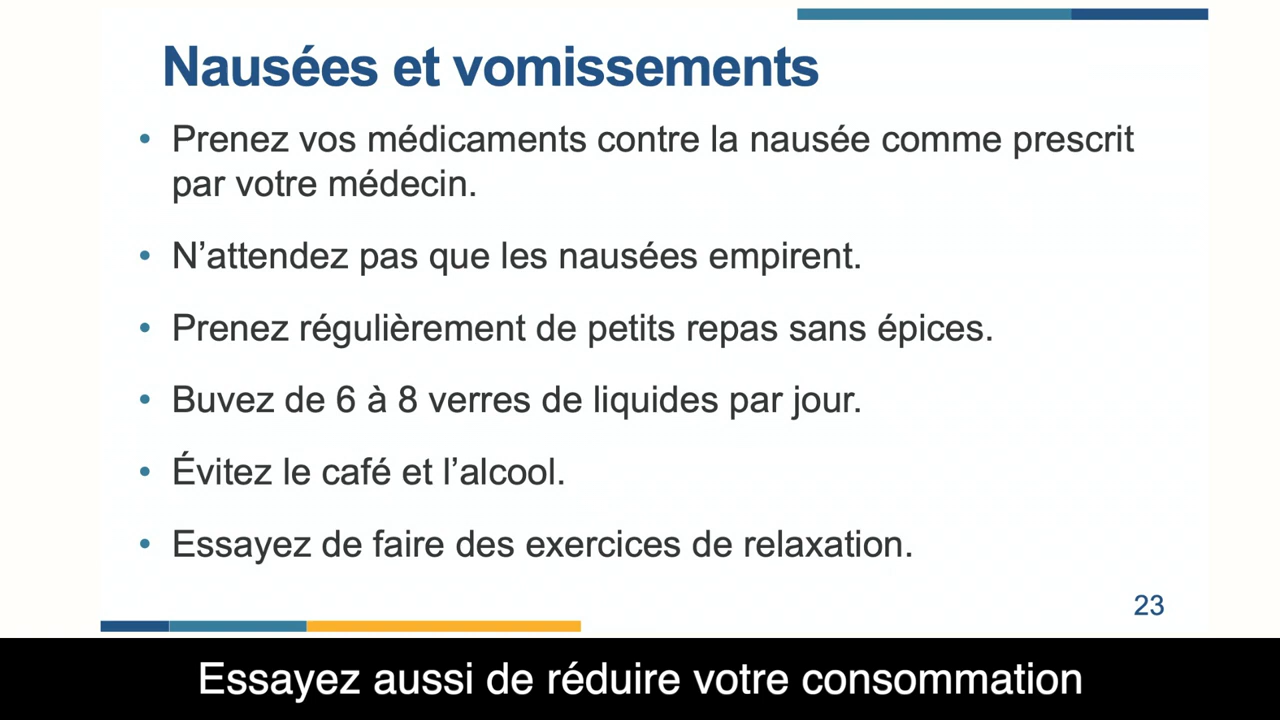 Nausées et vomissements
• Prenez vos médicaments contre la nausée comme prescrit
par votre médecin.
• N’attendez pas que les nausées empirent.
• Prenez régulièrement de petits repas sans épices.
• Buvez de 6 à 8 verres de liquides par jour.
• Évitez le café et l’alcool.
• Essayez de faire des exercices de relaxation.
23
Essayez aussi de réduire votre consommation